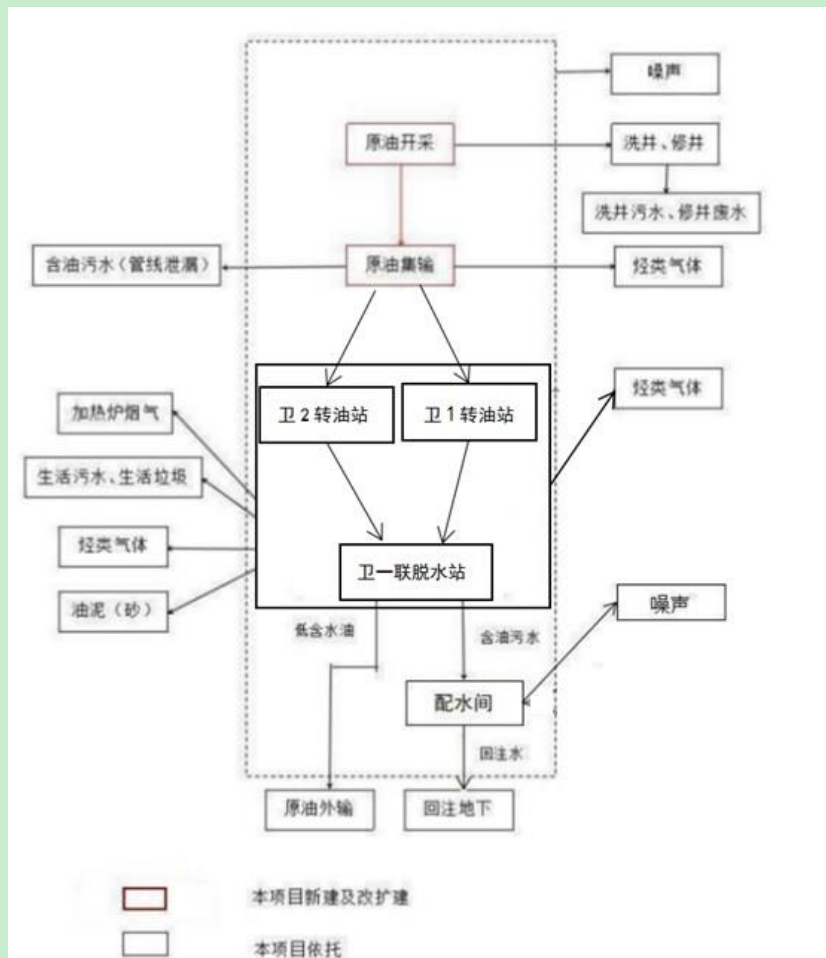 噪声
原油开采
洗井、修井
洗井污水、修井废水
含油污水（管线泄漏）
原油集输
烃类气体
烃类气体
加热炉烟气
卫2转油站
卫1转油站
生活污水、生活垃圾
烃类气体
卫一联脱水站
油泥（砂）
噪声
低含水油
含油污水
配水间
回注水
原油外输
回注地下
本项目新建及改扩建
本项目依托